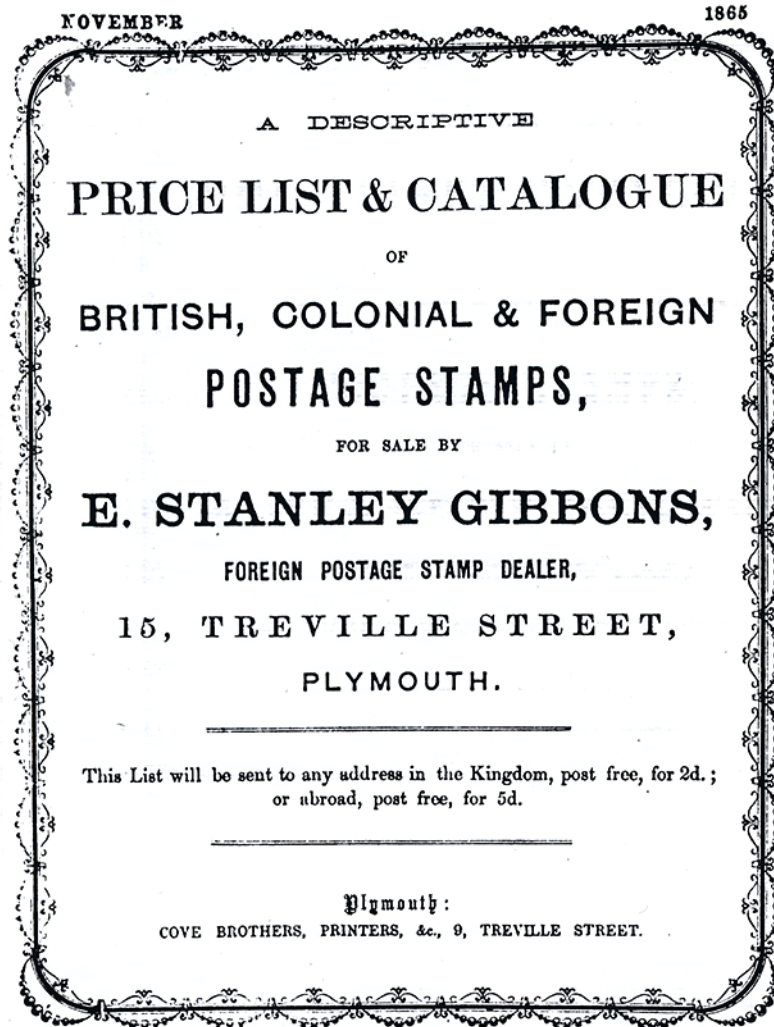 NOVEMBER 1865
A DESCRIPTIVE
PRICE LIST & CATALOGUE
OF
BRITISH, COLONIAL & FOREIGN
POSTAGE STAMPS,
FOR SALE BY
E. STANLEY GIBBONS,
FOREIGN POSTAGE STAMP DEALER,
15, TREVILLE STREET,
PLYMOUTH.
This List will be sent to any address in the Kingdom, post free, for 2d.;
or abroad, post free, for 5d.
Plymouth:
COVE BROTHERS, PRINTERS, &c., 9, TREVILLE STREET.